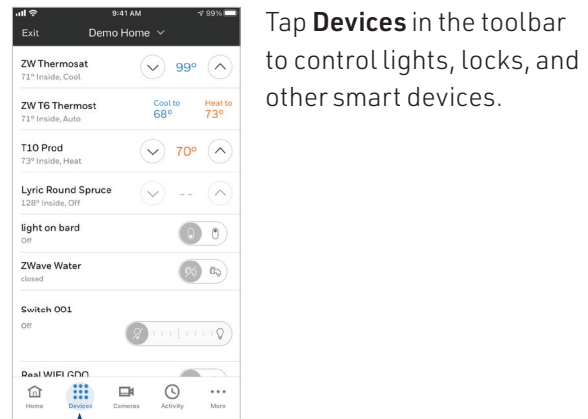 9:41 AM
99%
Exit
Demo Home
ZW Thermosat
71° Inside, Cool
99°
ZW T6 Thermost
71° Inside, Auto
Cool to
68°
Heat to
73°
T10 Prod
73° Inside, Heat
70°
Lyric Round Spruce
128° Inside, Off
--
light on bard
Off
ZWave Water
closed
Switch 001
Off
Real WIFI GDO
Home
Devices
Cameras
Activity
More
Tap Devices in the toolbar
to control lights, locks, and
other smart devices.